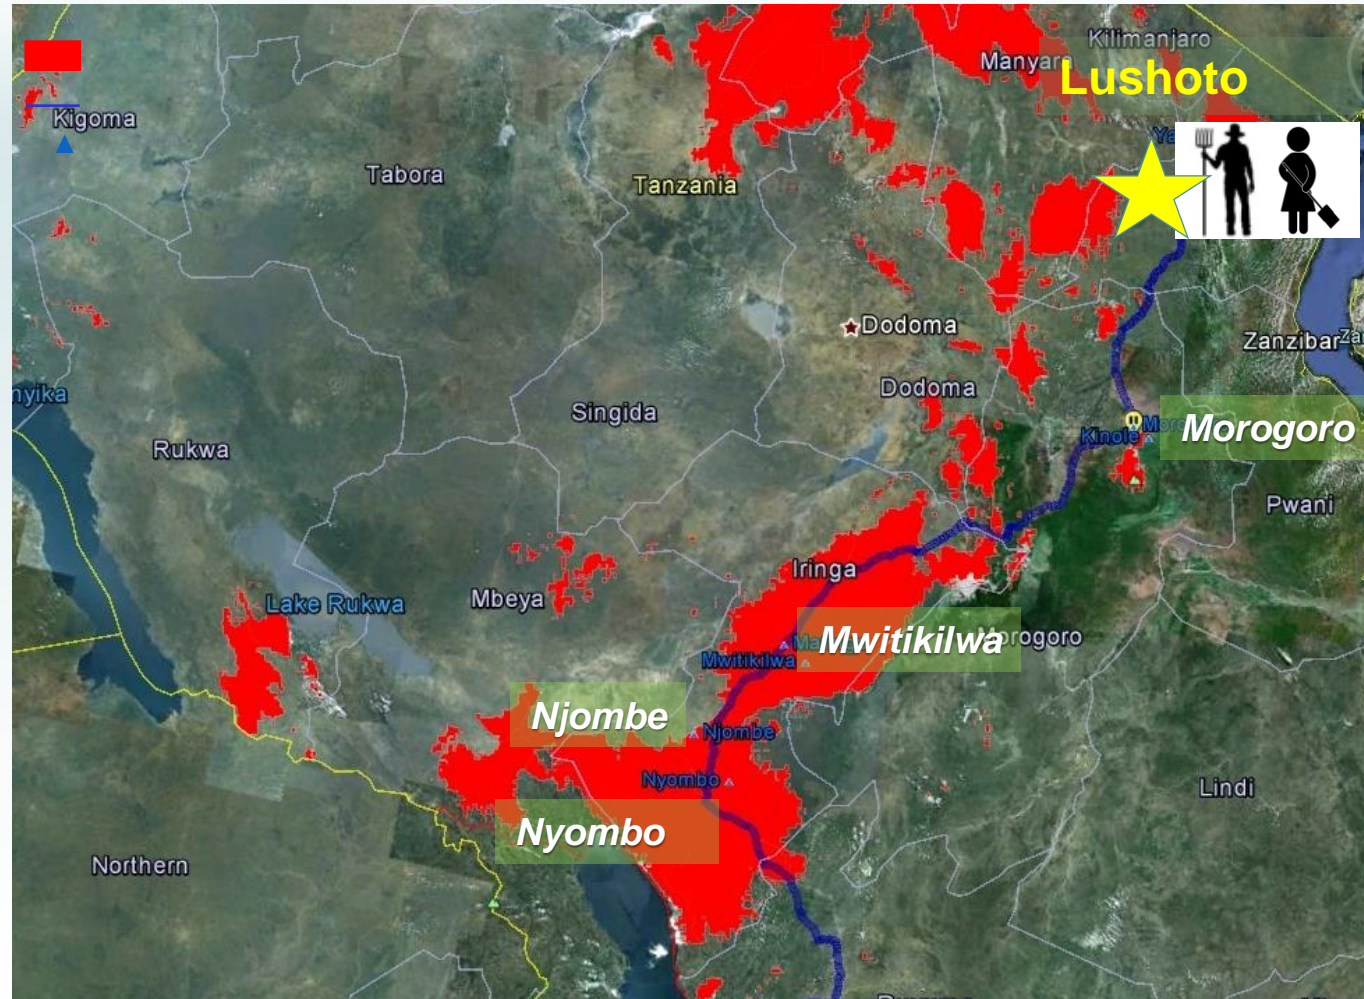 Kilimanjaro
Manyara
Lushoto
Kigoma
Tabora
Tanzania
Dodoma
Zanzibar
Dodoma
Singida
Morogoro
Kinole
Rukwa
Pwani
Iringa
Mbeya
Lake Rukwa
Mwitikilwa
Morogoro
Mwitikilwa
Njombe
Njombe
Nyombo
Lindi
Nyombo
Northern